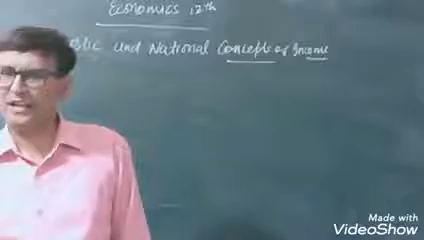 Economics 12th
and National Concepts of Income
Made with
VideoShow